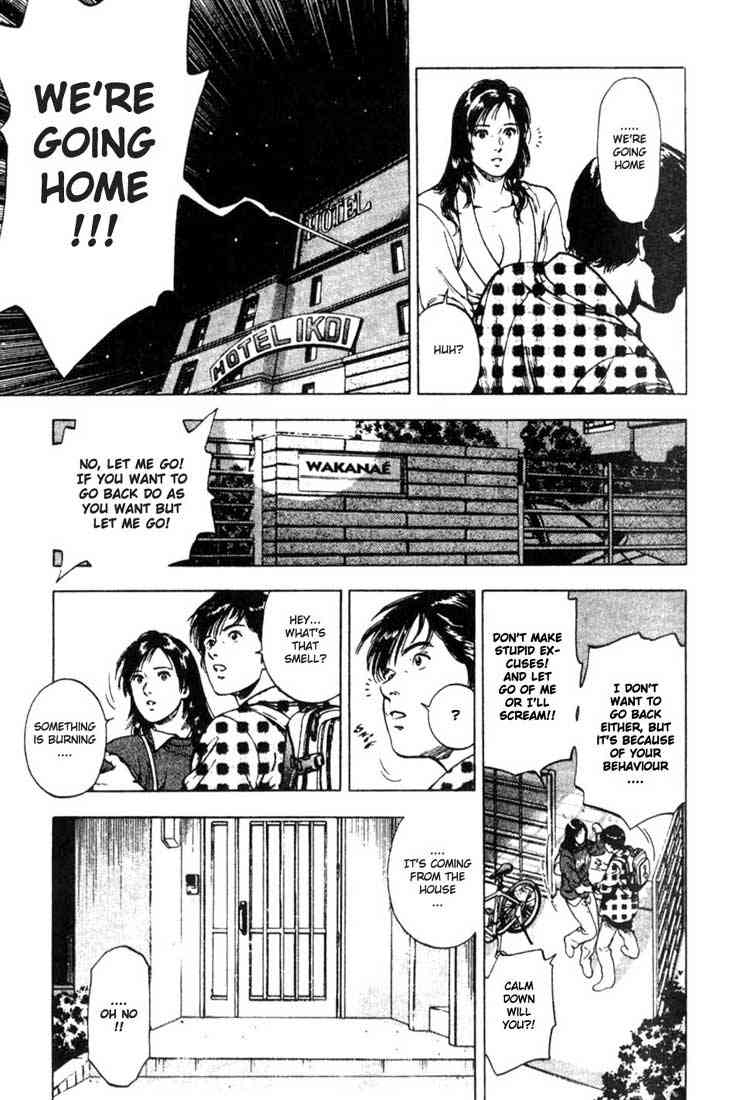 .....
WE'RE
GOING
HOME
HUH?
WE'RE
GOING
HOME
!!!
HOTEL
HOTEL IKOI
WAKANAÉ
NO, LET ME GO!
IF YOU WANT TO
GO BACK DO AS
YOU WANT BUT
LET ME GO!
I DON'T
WANT TO
GO BACK
EITHER, BUT
IT'S BECAUSE
OF YOUR
BEHAVIOUR
....
DON'T MAKE
STUPID EX-
CUSES!
AND LET
GO OF ME
OR I'LL
SCREAM!!
CALM
DOWN
WILL
YOU?!
?
HEY...
WHAT'S
THAT
SMELL?
SOMETHING
IS BURNING
....
....
IT'S COMING
FROM THE
HOUSE
...
....
OH NO
!!